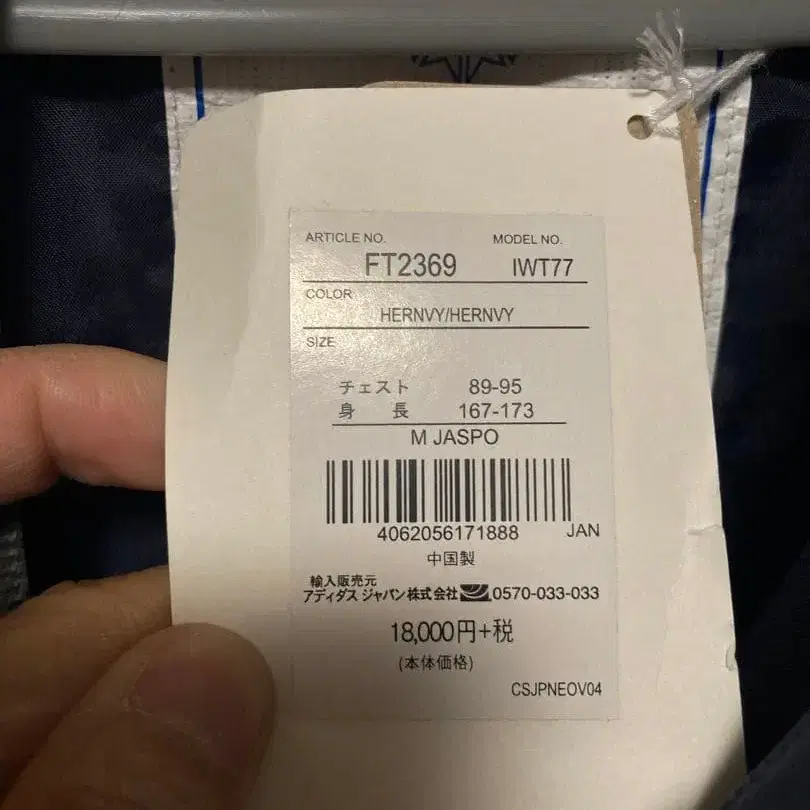 ARTICLE NO. MODEL NO.
FT2369 IWT77
COLOR
HERNVY/HERNVY
SIZE
チェスト 89-95
身長 167-173
M JASPO
4062056171888 JAN
中国製
輸入販売元
アディダス ジャパン株式会社 0570-033-033
18,000円+税
(本体価格)
CSJPNEOV04